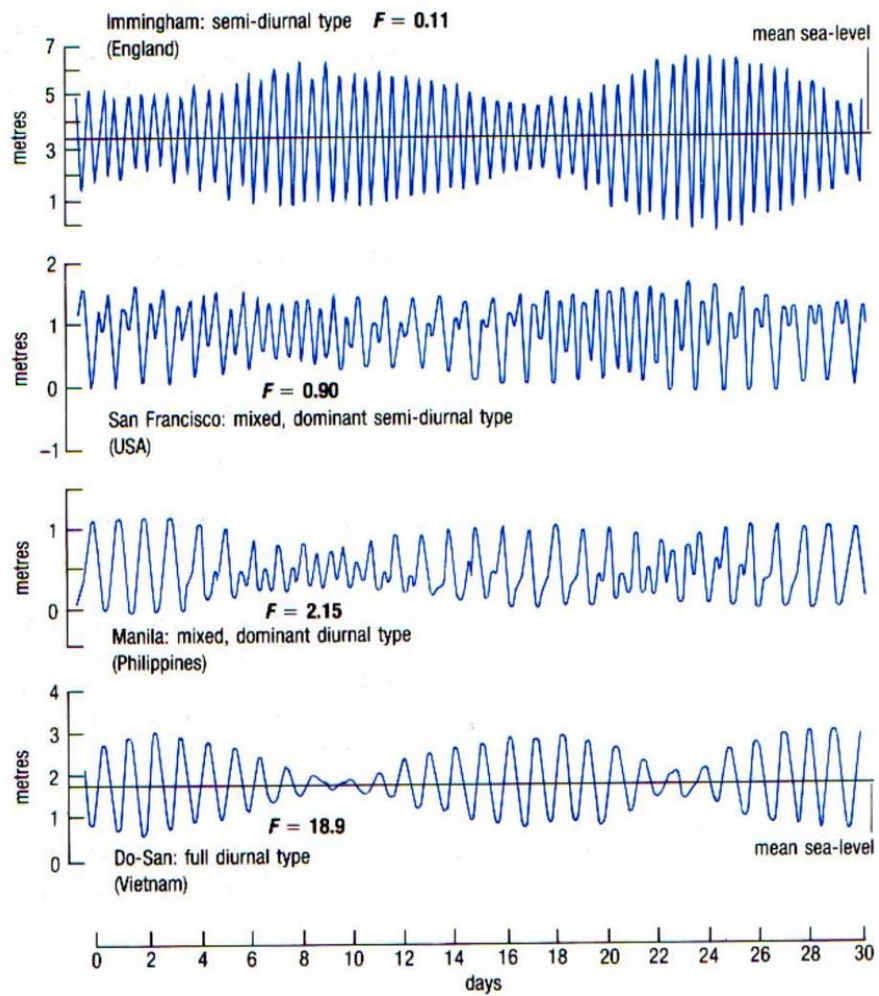 Immingham: semi-diurnal type F = 0.11
(England)
mean sea-level
7
5
3
1
metres
2
1
0
−1
metres
F = 0.90
San Francisco: mixed, dominant semi-diurnal type
(USA)
1
0
metres
F = 2.15
Manila: mixed, dominant diurnal type
(Philippines)
4
3
2
1
0
metres
F = 18.9
Do-San: full diurnal type
(Vietnam)
mean sea-level
0 2 4 6 8 10 12 14 16 18 20 22 24 26 28 30
days